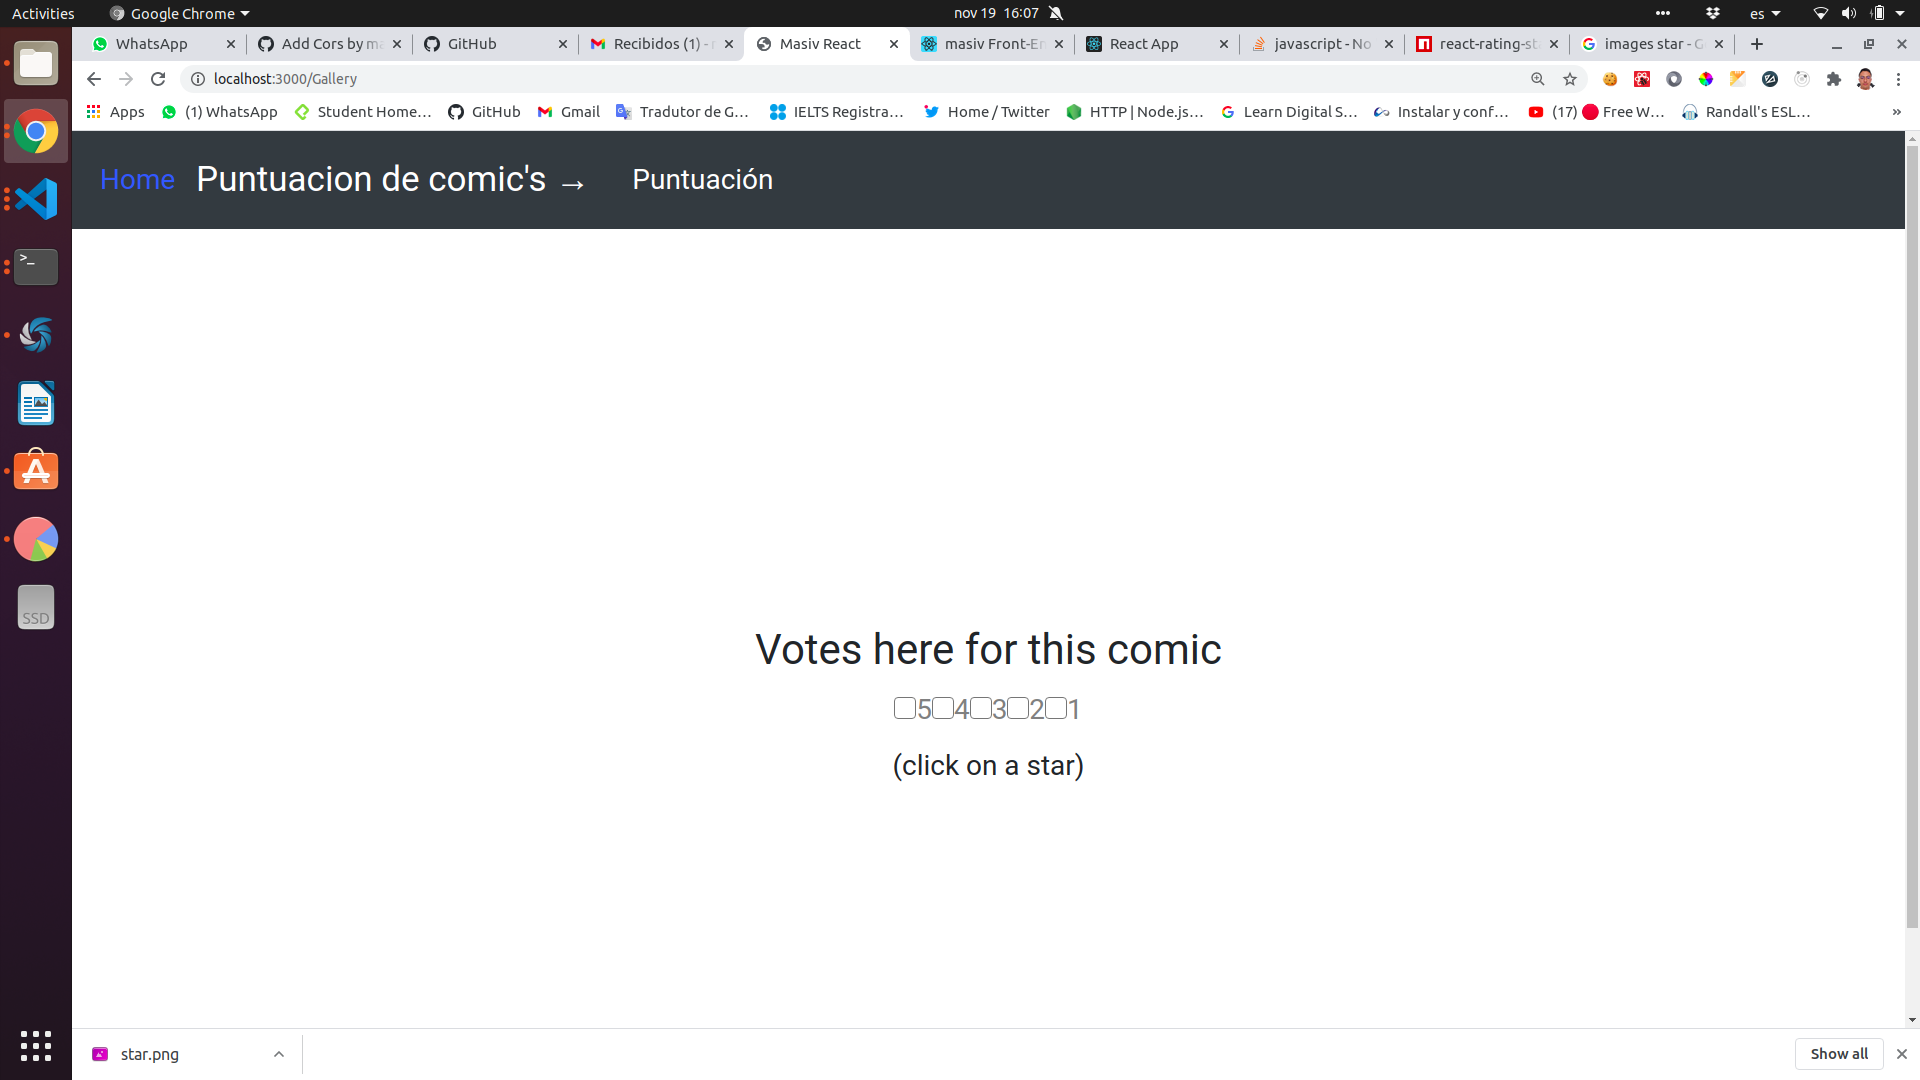 Activities Google Chrome nov 19 16:07 es
WhatsApp Add Cors by ma GitHub Recibidos (1) - Masiv React masiv Front-En React App javascript - No react-rating-st images star - G
localhost:3000/Gallery
Apps (1) WhatsApp Student Home... GitHub Gmail Tradutor de G... IELTS Registra... Home / Twitter HTTP | Node.js... Learn Digital S... Instalar y conf... (17) Free W... Randall's ESL... »
Home Puntuacion de comic's → Puntuación
Votes here for this comic
5 4 3 2 1
(click on a star)
SSD
star.png Show all